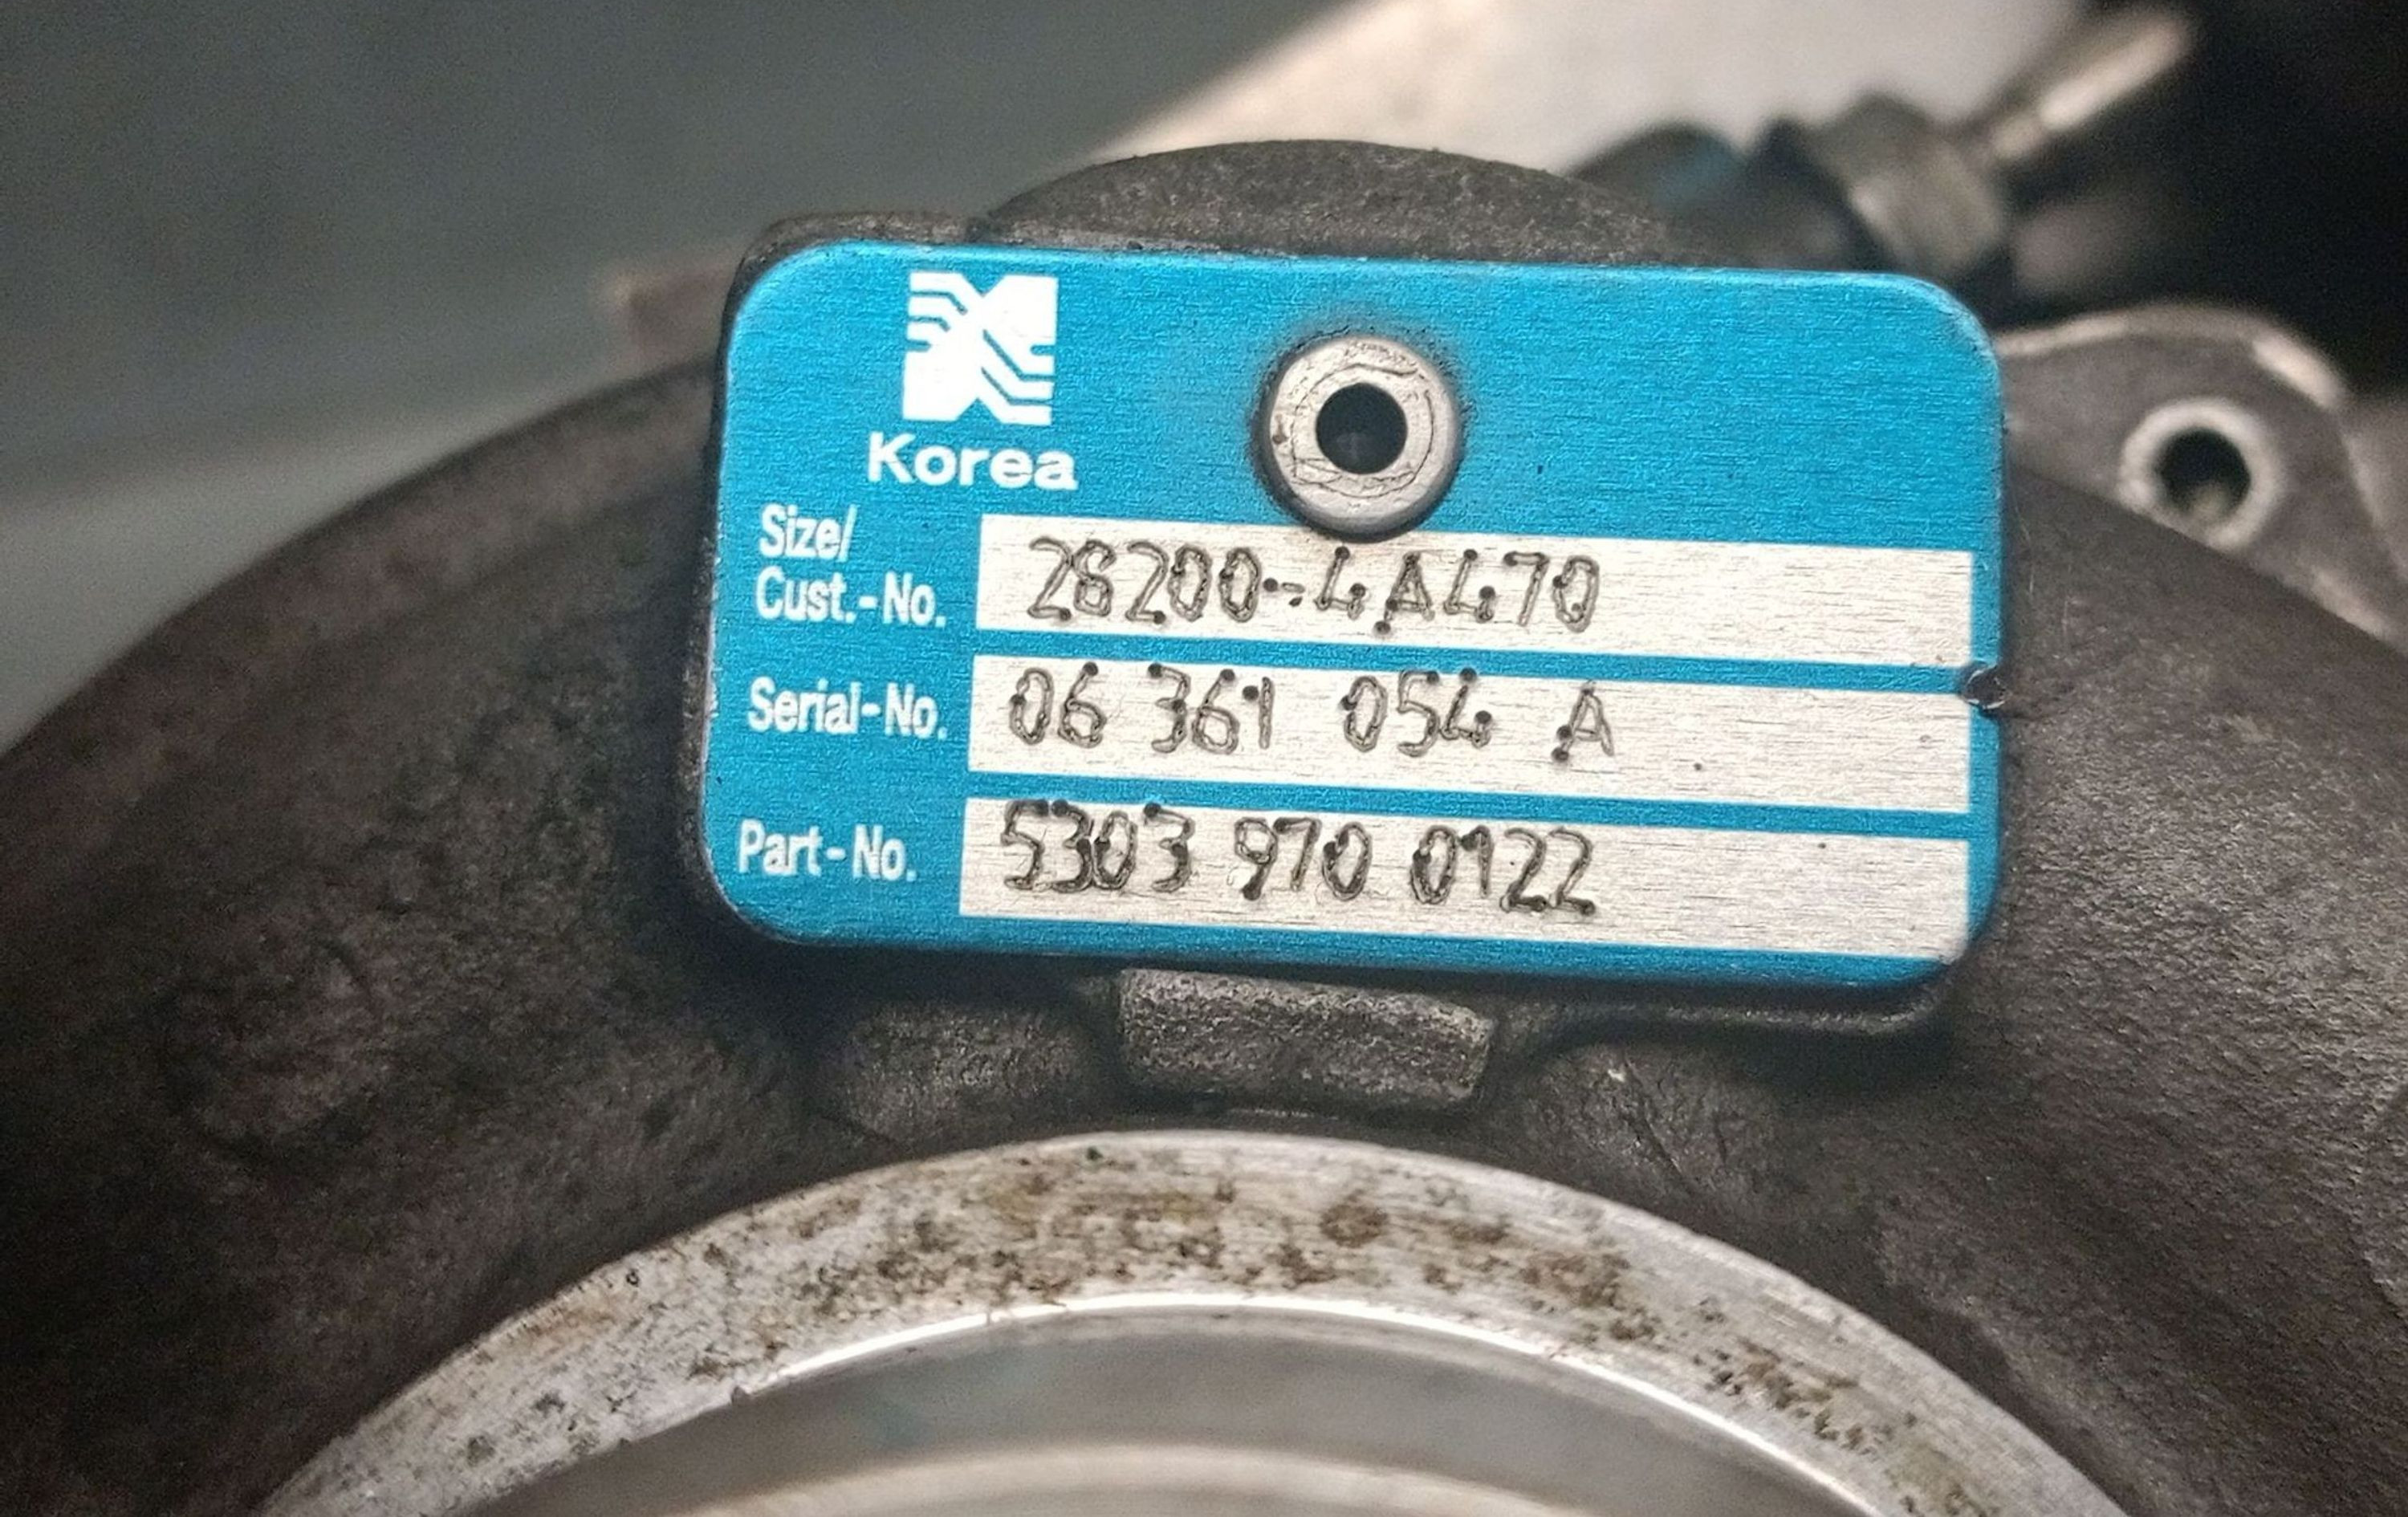 Korea
Size/
Cust.-No. 28200-4A470
Serial-No. 06 361 054 A
Part-No. 5303 970 0122